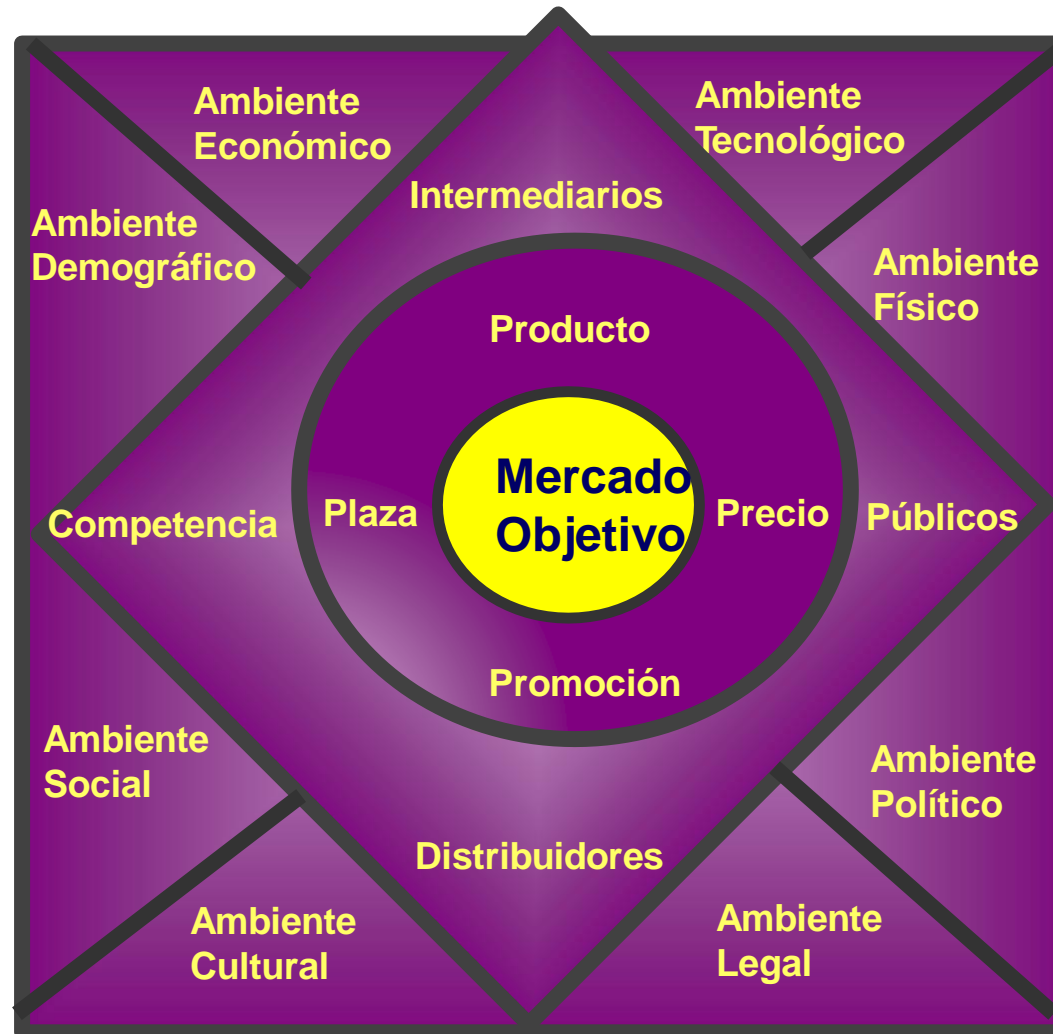 Ambiente
Económico
Ambiente
Tecnológico
Intermediarios
Ambiente
Demográfico
Ambiente
Físico
Producto
Mercado
Objetivo
Competencia
Plaza
Precio
Públicos
Promoción
Ambiente
Social
Ambiente
Político
Distribuidores
Ambiente
Cultural
Ambiente
Legal